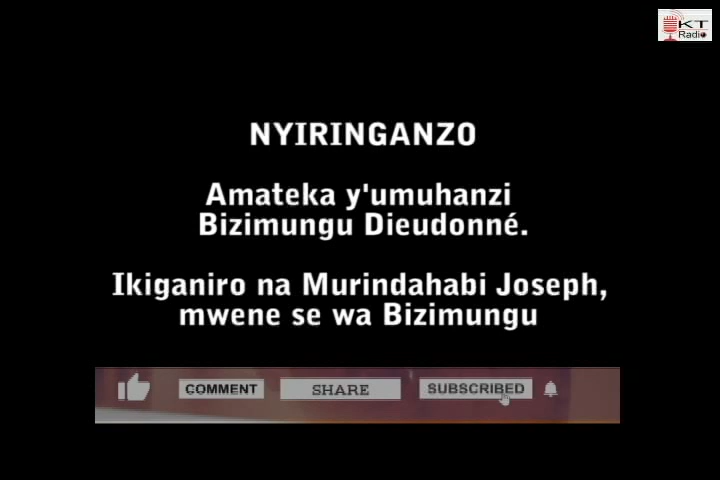 KT
Radio
NYIRINGANZO
Amateka y'umuhanzi
Bizimungu Dieudonné.
Ikiganiro na Murindahabi Joseph,
mwene se wa Bizimungu
COMMENT
SHARE
SUBSCRIBED